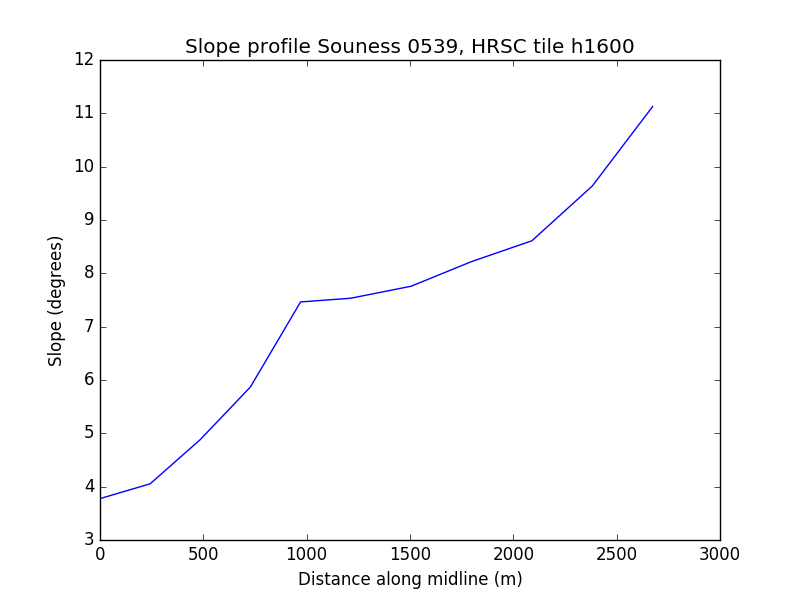 Slope profile Souness 0539, HRSC tile h1600
12
11
10
9
8
7
6
5
4
3
Slope (degrees)
0 500 1000 1500 2000 2500 3000
Distance along midline (m)